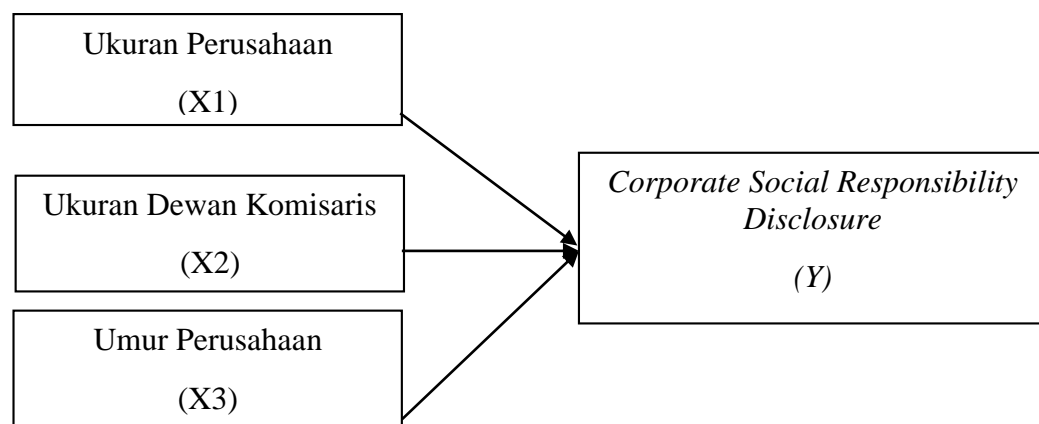 Ukuran Perusahaan
(X1)
Ukuran Dewan Komisaris
(X2)
Umur Perusahaan
(X3)
Corporate Social Responsibility
Disclosure
(Y)